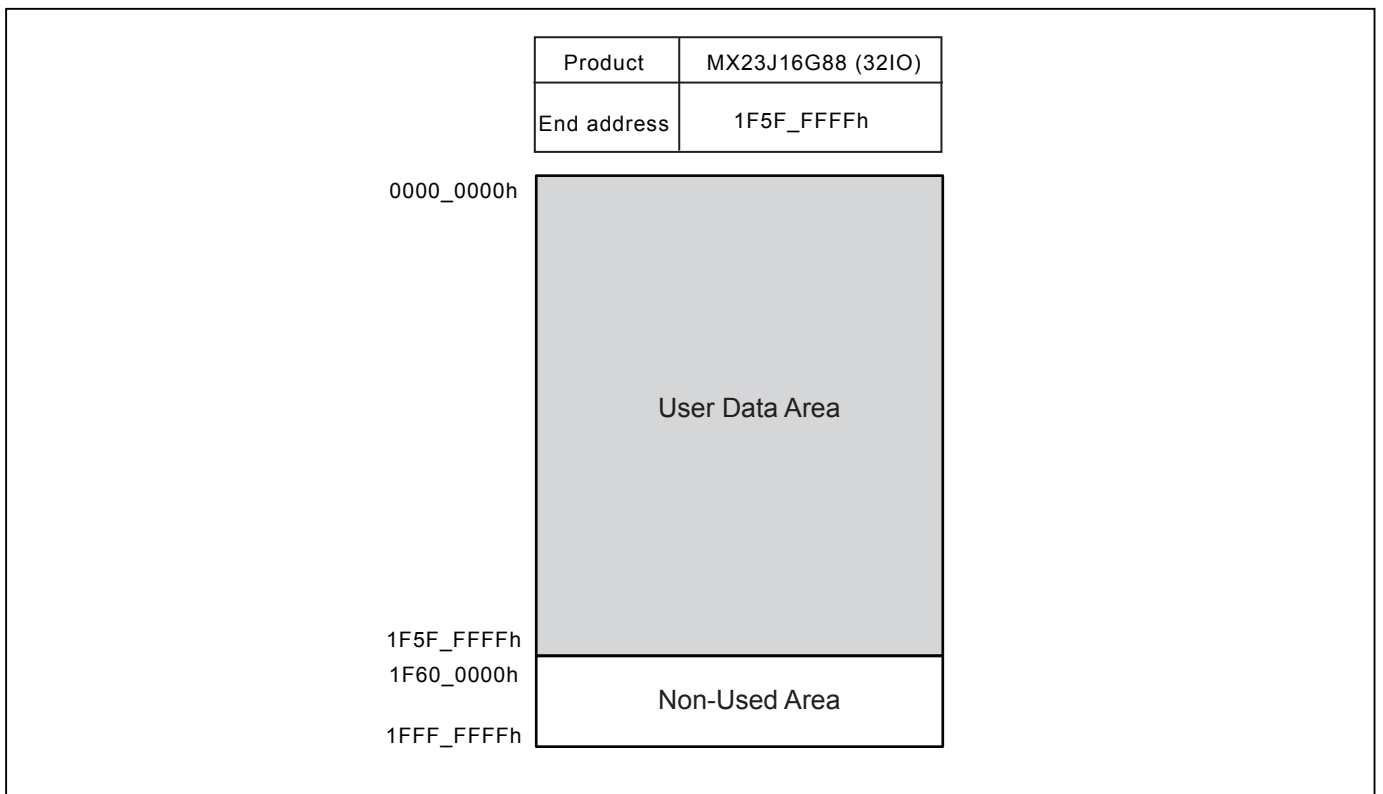 Product MX23J16G88 (32IO)
End address 1F5F_FFFFh
0000_0000h
User Data Area
1F5F_FFFFh
1F60_0000h
Non-Used Area
1FFF_FFFFh